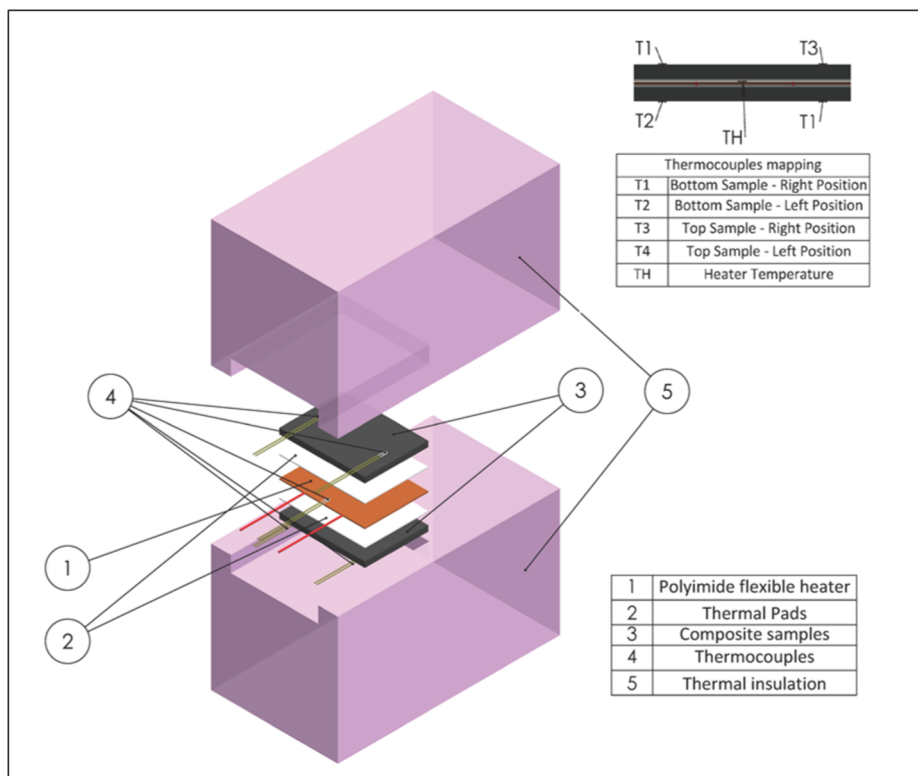 T1 T3
T2 TH T1
Thermocouples mapping
T1 Bottom Sample - Right Position
T2 Bottom Sample - Left Position
T3 Top Sample - Right Position
T4 Top Sample - Left Position
TH Heater Temperature
4
3
5
1
2
1 Polyimide flexible heater
2 Thermal Pads
3 Composite samples
4 Thermocouples
5 Thermal insulation